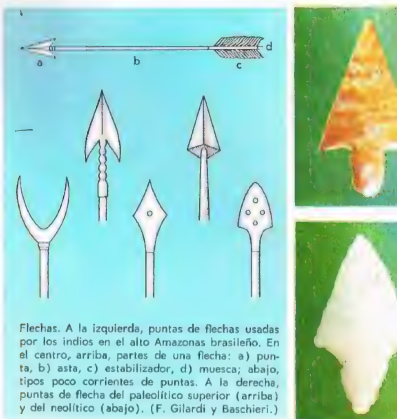 a
b
c
d
Flechas. A la izquierda, puntas de flechas usadas
por los indios en el alto Amazonas brasileño. En
el centro, arriba, partes de una flecha: a) pun-
ta, b) asta, c) estabilizador, d) muesca; abajo,
tipos poco corrientes de puntas. A la derecha,
puntas de flecha del paleolítico superior (arriba)
y del neolítico (abajo). (F. Gilardi y Baschieri.)